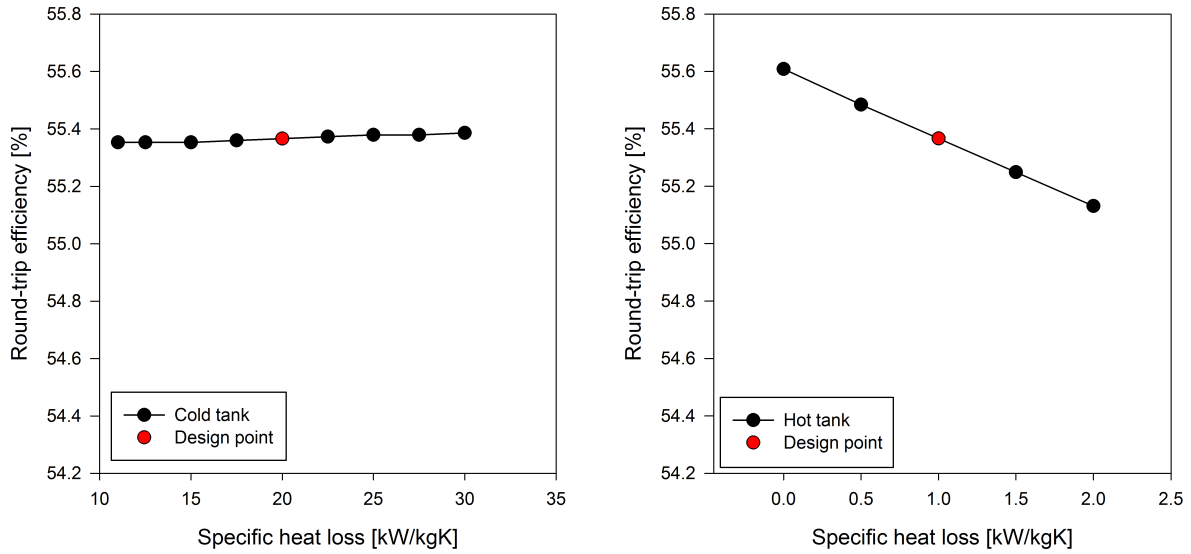 55.8
55.6
55.4
55.2
55.0
54.8
54.6
54.4
54.2
Round-trip efficiency [%]
Cold tank
Design point
10 15 20 25 30 35
Specific heat loss [kW/kgK]
55.8
55.6
55.4
55.2
55.0
54.8
54.6
54.4
54.2
Round-trip efficiency [%]
Hot tank
Design point
0.0 0.5 1.0 1.5 2.0 2.5
Specific heat loss [kW/kgK]